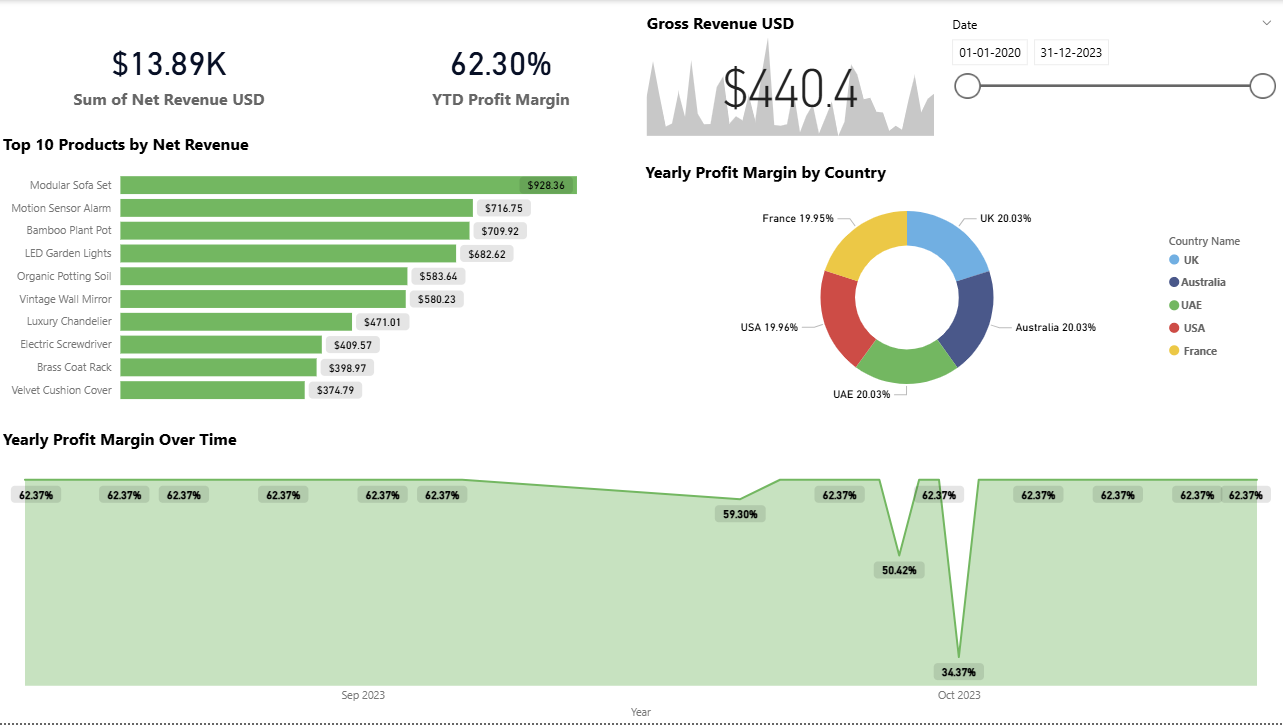 $13.89K
Sum of Net Revenue USD
62.30%
YTD Profit Margin
Gross Revenue USD
$440.4
Date
01-01-2020 31-12-2023
Top 10 Products by Net Revenue
Modular Sofa Set $928.36
Motion Sensor Alarm $716.75
Bamboo Plant Pot $709.92
LED Garden Lights $682.62
Organic Potting Soil $583.64
Vintage Wall Mirror $580.23
Luxury Chandelier $471.01
Electric Screwdriver $409.57
Brass Coat Rack $398.97
Velvet Cushion Cover $374.79
Yearly Profit Margin by Country
France 19.95% UK 20.03%
USA 19.96% Australia 20.03%
UAE 20.03%
Country Name
UK
Australia
UAE
USA
France
Yearly Profit Margin Over Time
62.37% 62.37% 62.37% 62.37% 62.37% 62.37% 62.37% 62.37% 62.37% 62.37% 62.37% 62.37%
59.30%
50.42%
34.37%
Sep 2023 Oct 2023
Year